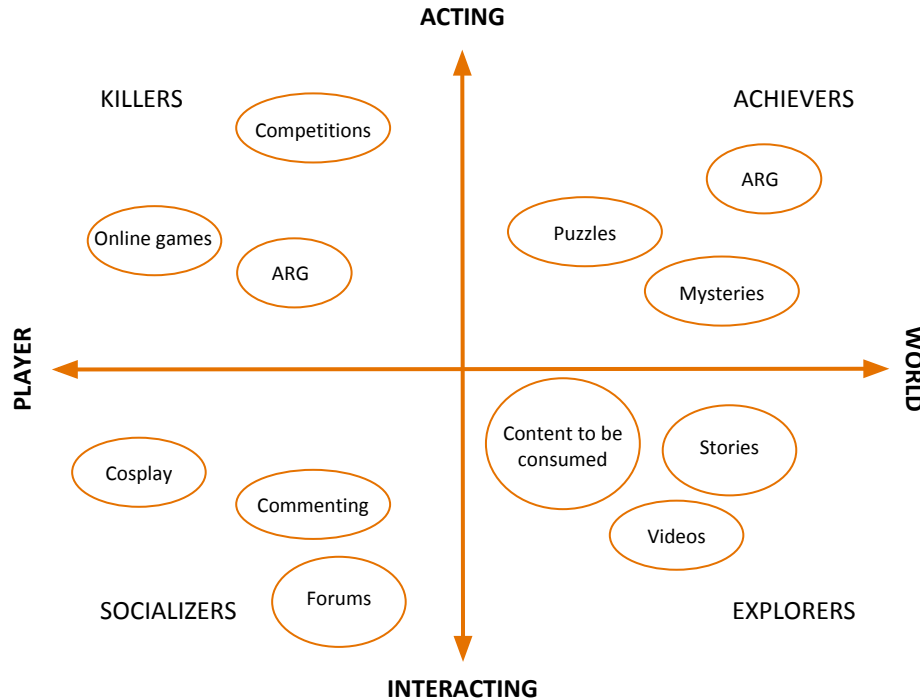 ACTING
KILLERS
ACHIEVERS
Competitions
ARG
Online games
ARG
Puzzles
Mysteries
PLAYER
WORLD
Cosplay
Commenting
Forums
Content to be
consumed
Stories
Videos
SOCIALIZERS
EXPLORERS
INTERACTING